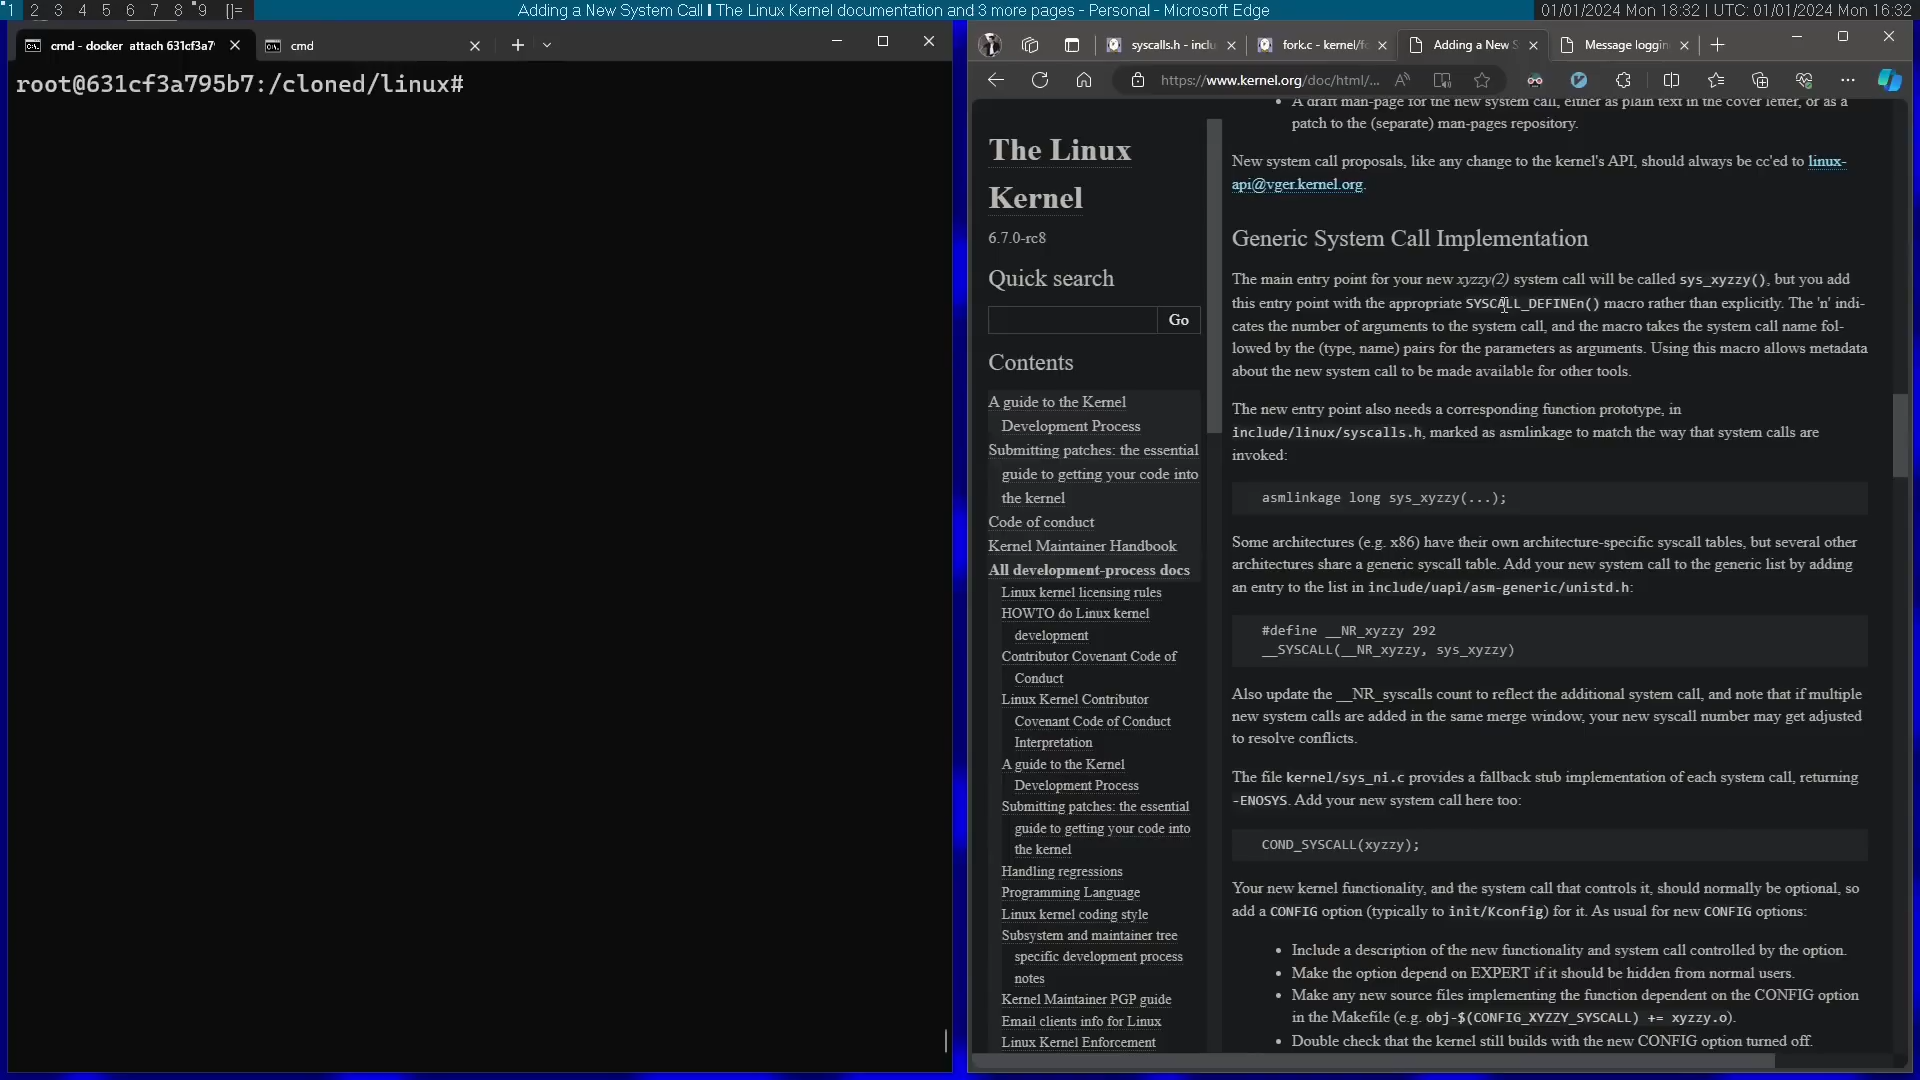 1 2 3 4 5 6 7 8 9 []=
Adding a New System Call | The Linux Kernel documentation and 3 more pages - Personal - Microsoft Edge
01/01/2024 Mon 18:32 | UTC: 01/01/2024 Mon 16:32
cmd - docker attach 631cf3a7
cmd
root@631cf3a795b7:/cloned/linux#
syscalls.h - inclu
fork.c - kernel/fo
Adding a New S
Message loggin
https://www.kernel.org/doc/html/...
The Linux
Kernel
6.7.0-rc8
Quick search
Go
Contents
A guide to the Kernel
Development Process
Submitting patches: the essential
guide to getting your code into
the kernel
Code of conduct
Kernel Maintainer Handbook
All development-process docs
Linux kernel licensing rules
HOWTO do Linux kernel
development
Contributor Covenant Code of
Conduct
Linux Kernel Contributor
Covenant Code of Conduct
Interpretation
A guide to the Kernel
Development Process
Submitting patches: the essential
guide to getting your code into
the kernel
Handling regressions
Programming Language
Linux kernel coding style
Subsystem and maintainer tree
specific development process
notes
Kernel Maintainer PGP guide
Email clients info for Linux
Linux Kernel Enforcement
• A draft man-page for the new system call, either as plain text in the cover letter, or as a
patch to the (separate) man-pages repository.
New system call proposals, like any change to the kernel's API, should always be cc'ed to linux-
api@vger.kernel.org.
Generic System Call Implementation
The main entry point for your new xyzzy(2) system call will be called sys_xyzzy(), but you add
this entry point with the appropriate SYSCALL_DEFINEn() macro rather than explicitly. The 'n' indi-
cates the number of arguments to the system call, and the macro takes the system call name fol-
lowed by the (type, name) pairs for the parameters as arguments. Using this macro allows metadata
about the new system call to be made available for other tools.
The new entry point also needs a corresponding function prototype, in
include/linux/syscalls.h, marked as asmlinkage to match the way that system calls are
invoked:
asmlinkage long sys_xyzzy(...);
Some architectures (e.g. x86) have their own architecture-specific syscall tables, but several other
architectures share a generic syscall table. Add your new system call to the generic list by adding
an entry to the list in include/uapi/asm-generic/unistd.h:
#define __NR_xyzzy 292
__SYSCALL(__NR_xyzzy, sys_xyzzy)
Also update the __NR_syscalls count to reflect the additional system call, and note that if multiple
new system calls are added in the same merge window, your new syscall number may get adjusted
to resolve conflicts.
The file kernel/sys_ni.c provides a fallback stub implementation of each system call, returning
-ENOSYS. Add your new system call here too:
COND_SYSCALL(xyzzy);
Your new kernel functionality, and the system call that controls it, should normally be optional, so
add a CONFIG option (typically to init/Kconfig) for it. As usual for new CONFIG options:
• Include a description of the new functionality and system call controlled by the option.
• Make the option depend on EXPERT if it should be hidden from normal users.
• Make any new source files implementing the function dependent on the CONFIG option
in the Makefile (e.g. obj-$(CONFIG_XYZZY_SYSCALL) += xyzzy.o).
• Double check that the kernel still builds with the new CONFIG option turned off.